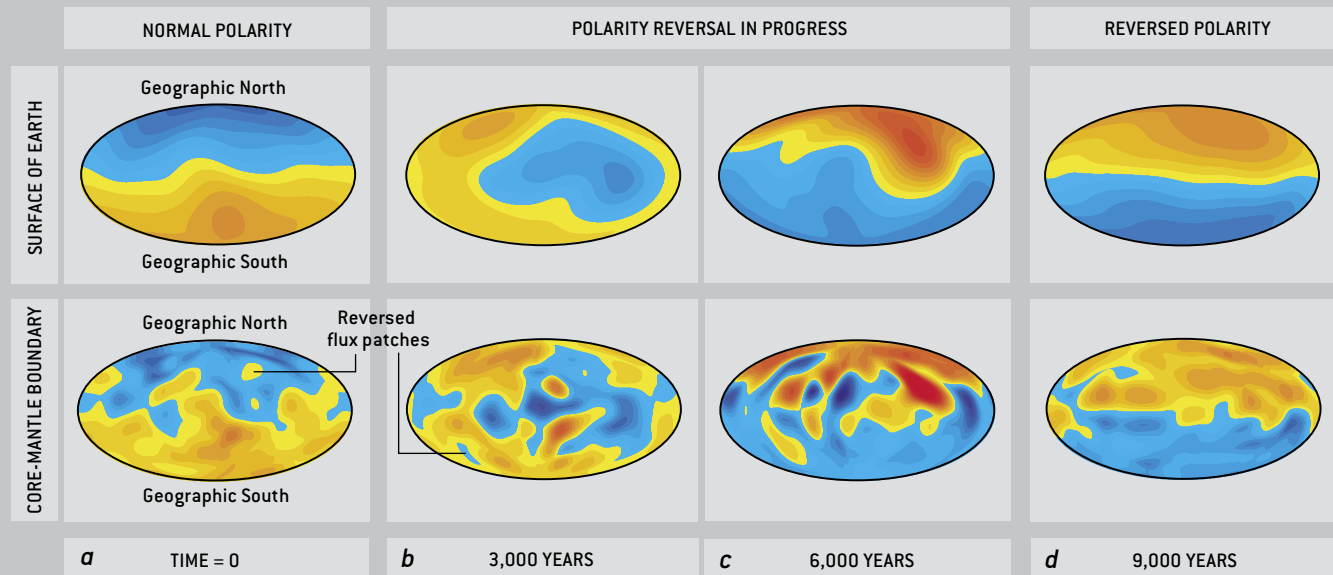 NORMAL POLARITY
POLARITY REVERSAL IN PROGRESS
REVERSED POLARITY
SURFACE OF EARTH
Geographic North
Geographic South
CORE-MANTLE BOUNDARY
Geographic North
Reversed
flux patches
Geographic South
a TIME = 0
b 3,000 YEARS
c 6,000 YEARS
d 9,000 YEARS